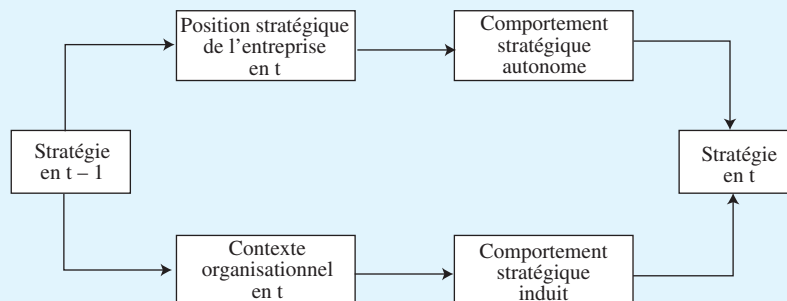 Position stratégique
de l’entreprise
en t
Comportement
stratégique
autonome
Stratégie
en t – 1
Stratégie
en t
Contexte
organisationnel
en t
Comportement
stratégique
induit